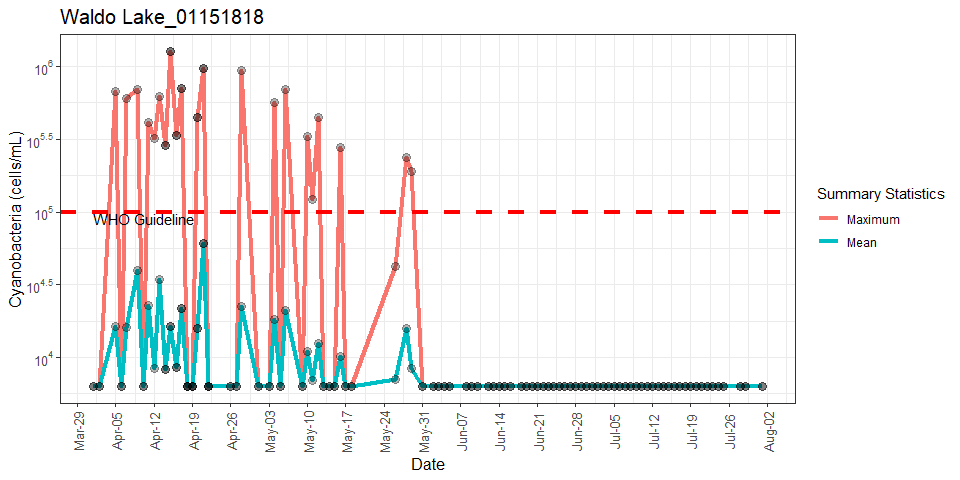 Waldo Lake_01151818
Cyanobacteria (cells/mL)
10^6
10^5.5
10^5
10^4.5
10^4
WHO Guideline
Mar-29
Apr-05
Apr-12
Apr-19
Apr-26
May-03
May-10
May-17
May-24
May-31
Jun-07
Jun-14
Jun-21
Jun-28
Jul-05
Jul-12
Jul-19
Jul-26
Aug-02
Date
Summary Statistics
Maximum
Mean